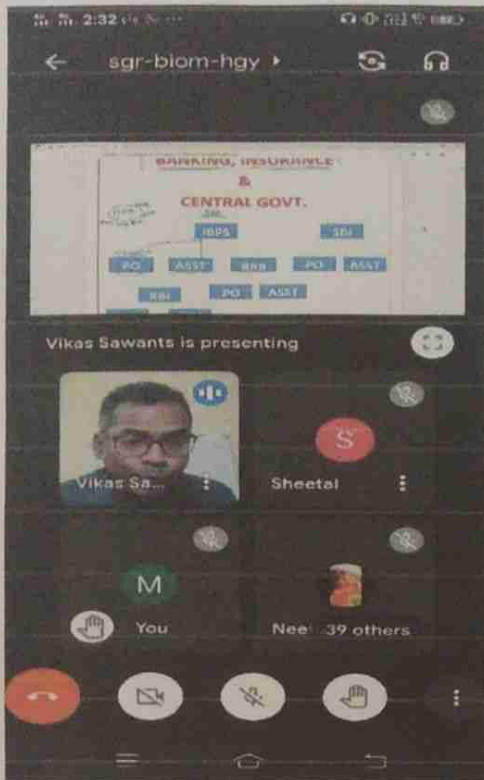 2:32
sgr-biom-hgy
BANKING, INSURANCE
&
CENTRAL GOVT.
IBPS SBI
PO ASST RRB PO ASST
RBI PO ASST
Vikas Sawants is presenting
S
Vikas Sa...
Sheetal
M
You
Nee 39 others